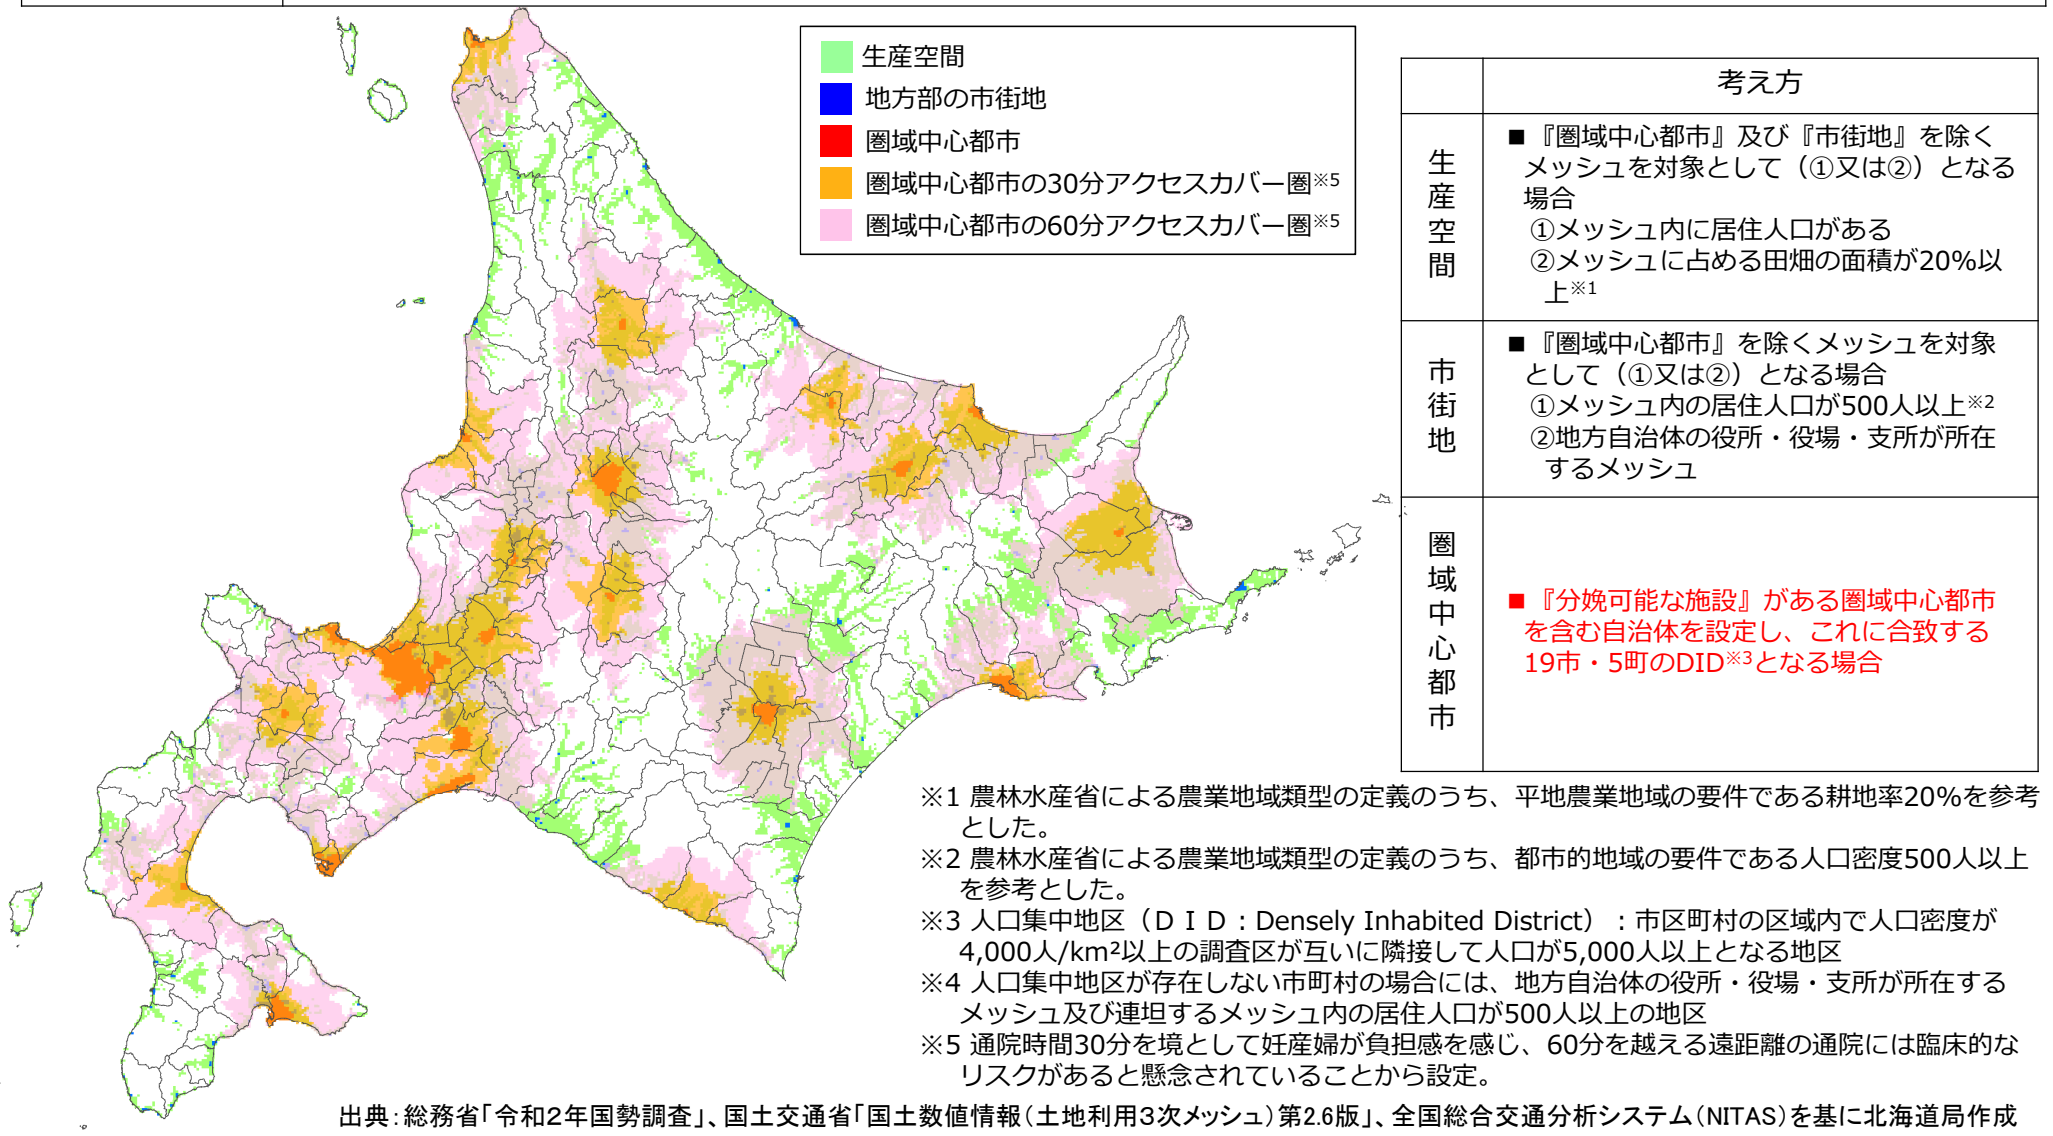 生産空間
地方部の市街地
圏域中心都市
圏域中心都市の30分アクセスカバー圏※5
圏域中心都市の60分アクセスカバー圏※5
考え方
生産空間
■『圏域中心都市』及び『市街地』を除く
メッシュを対象として（①又は②）となる
場合
①メッシュ内に居住人口がある
②メッシュに占める田畑の面積が20%以
上※1
市街地
■『圏域中心都市』を除くメッシュを対象
として（①又は②）となる場合
①メッシュ内の居住人口が500人以上※2
②地方自治体の役所・役場・支所が所在
するメッシュ
圏域中心都市
■『分娩可能な施設』がある圏域中心都市
を含む自治体を設定し、これに合致する
19市・5町のDID※3となる場合
※1 農林水産省による農業地域類型の定義のうち、平地農業地域の要件である耕地率20%を参考
とした。
※2 農林水産省による農業地域類型の定義のうち、都市的地域の要件である人口密度500人以上
を参考とした。
※3 人口集中地区（ＤＩＤ：Densely Inhabited District）：市区町村の区域内で人口密度が
4,000人/km²以上の調査区が互いに隣接して人口が5,000人以上となる地区
※4 人口集中地区が存在しない市町村の場合には、地方自治体の役所・役場・支所が所在する
メッシュ及び連坦するメッシュ内の居住人口が500人以上の地区
※5 通院時間30分を境として妊産婦が負担感を感じ、60分を越える遠距離の通院には臨床的な
リスクがあると懸念されていることから設定。
出典：総務省「令和２年国勢調査」、国土交通省「国土数値情報（土地利用３次メッシュ）第2.6版」、全国総合交通分析システム（NITAS）を基に北海道局作成